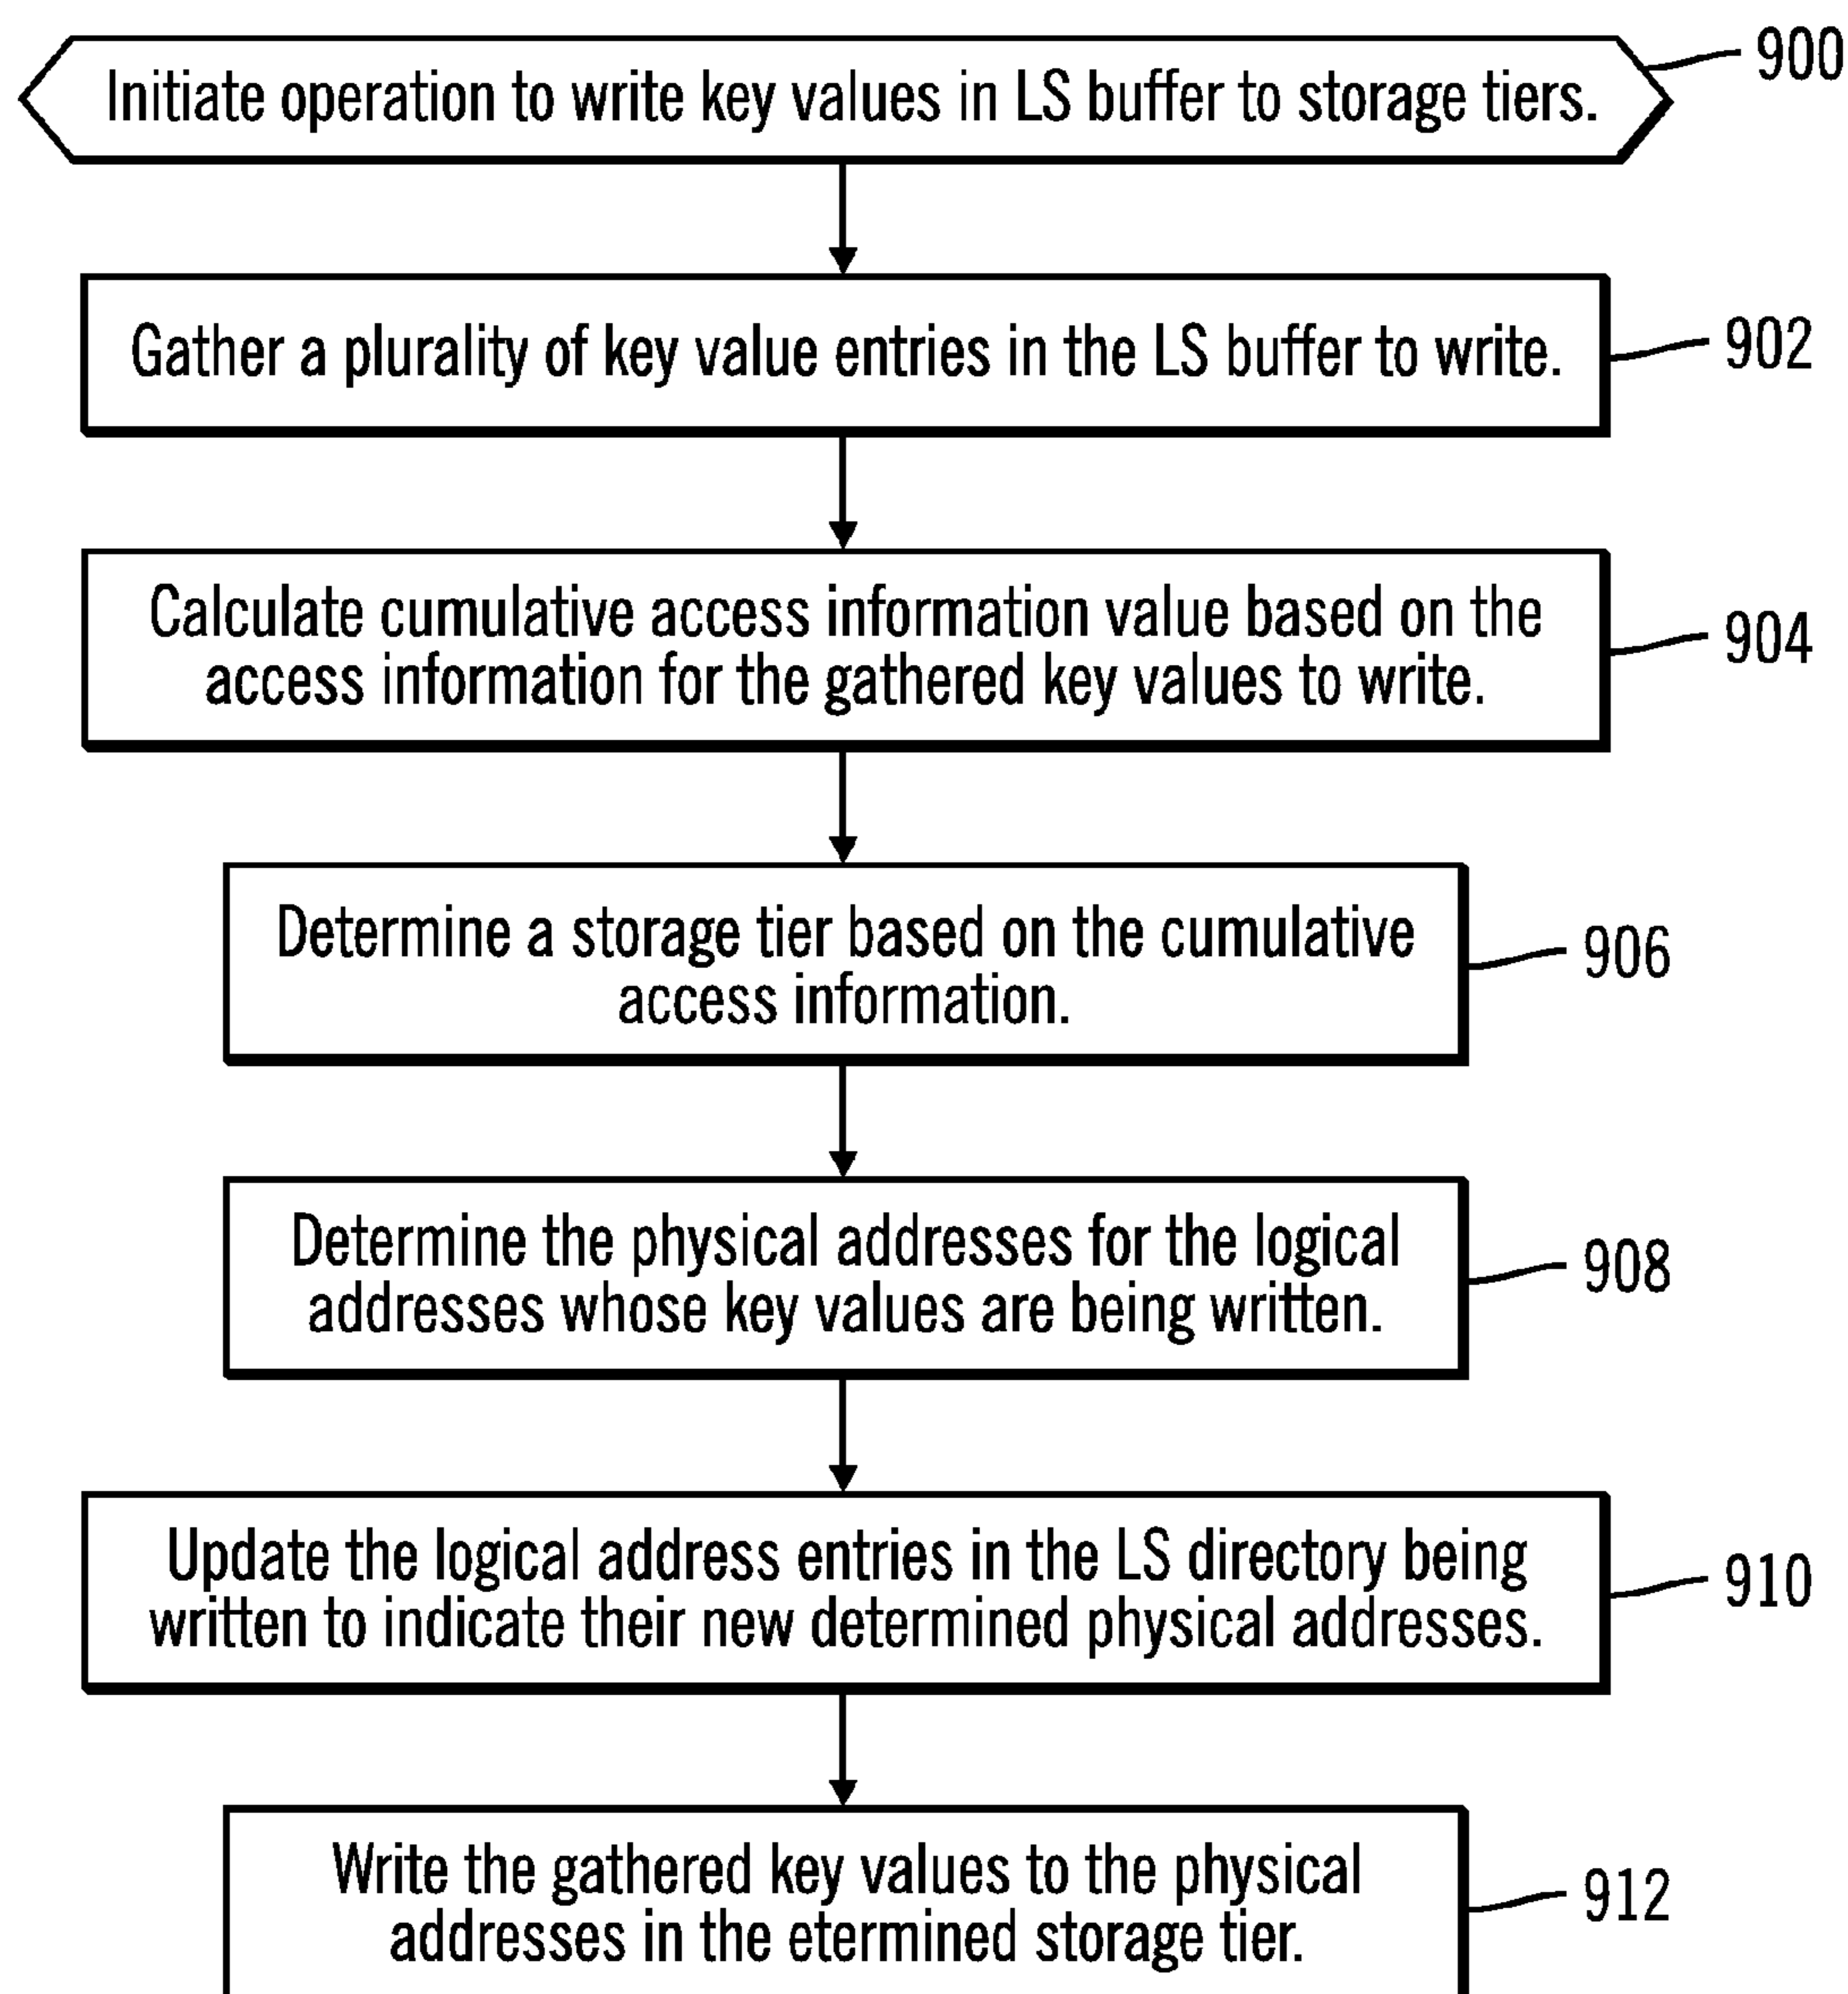 Initiate operation to write key values in LS buffer to storage tiers.
900
Gather a plurality of key value entries in the LS buffer to write.
902
Calculate cumulative access information value based on the
access information for the gathered key values to write.
904
Determine a storage tier based on the cumulative
access information.
906
Determine the physical addresses for the logical
addresses whose key values are being written.
908
Update the logical address entries in the LS directory being
written to indicate their new determined physical addresses.
910
Write the gathered key values to the physical
addresses in the etermined storage tier.
912